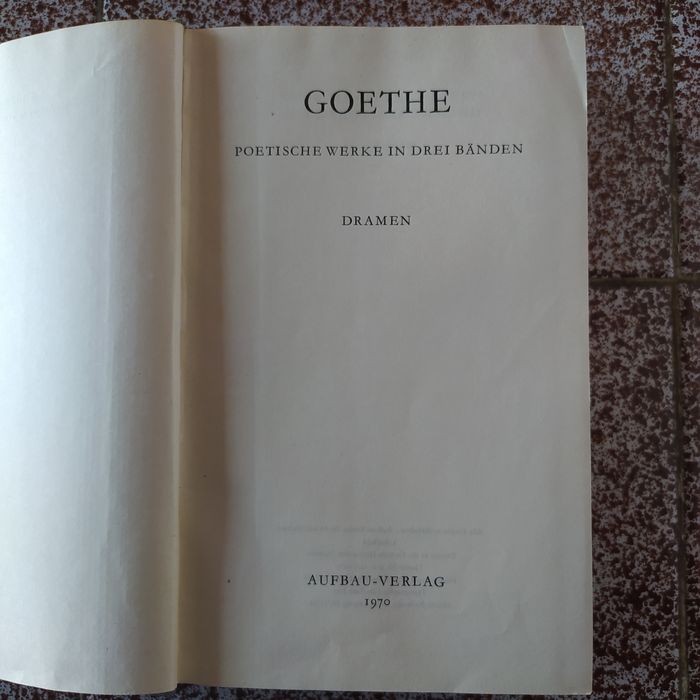 GOETHE
POETISCHE WERKE IN DREI BÄNDEN
DRAMEN
AUFBAU-VERLAG
1970